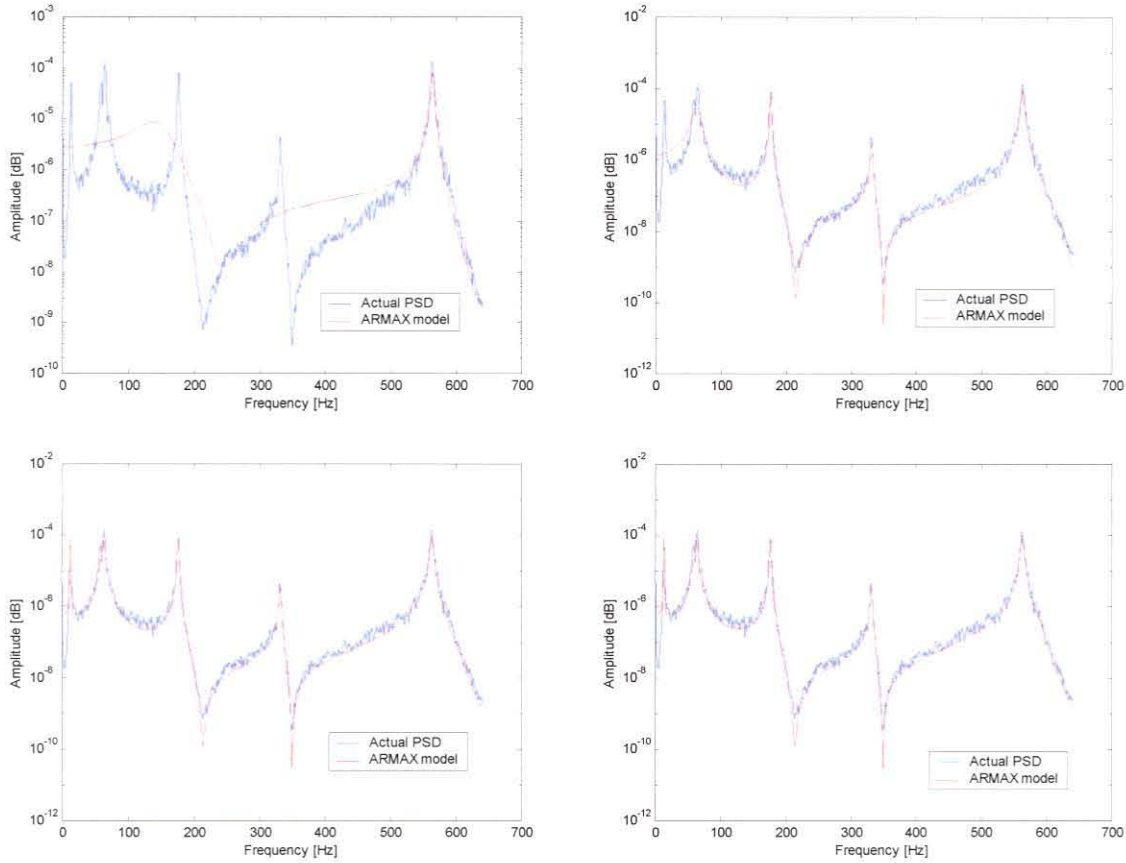 10^-3
10^-4
10^-5
10^-6
10^-7
10^-8
10^-9
10^-10
Amplitude [dB]
Actual PSD
ARMAX model
0 100 200 300 400 500 600 700
Frequency [Hz]
10^-2
10^-4
10^-6
10^-8
10^-10
10^-12
Amplitude [dB]
Actual PSD
ARMAX model
0 100 200 300 400 500 600 700
Frequency [Hz]
10^-2
10^-4
10^-6
10^-8
10^-10
10^-12
Amplitude [dB]
Actual PSD
ARMAX model
0 100 200 300 400 500 600 700
Frequency [Hz]
10^-2
10^-4
10^-6
10^-8
10^-10
10^-12
Amplitude [dB]
Actual PSD
ARMAX model
0 100 200 300 400 500 600 700
Frequency [Hz]